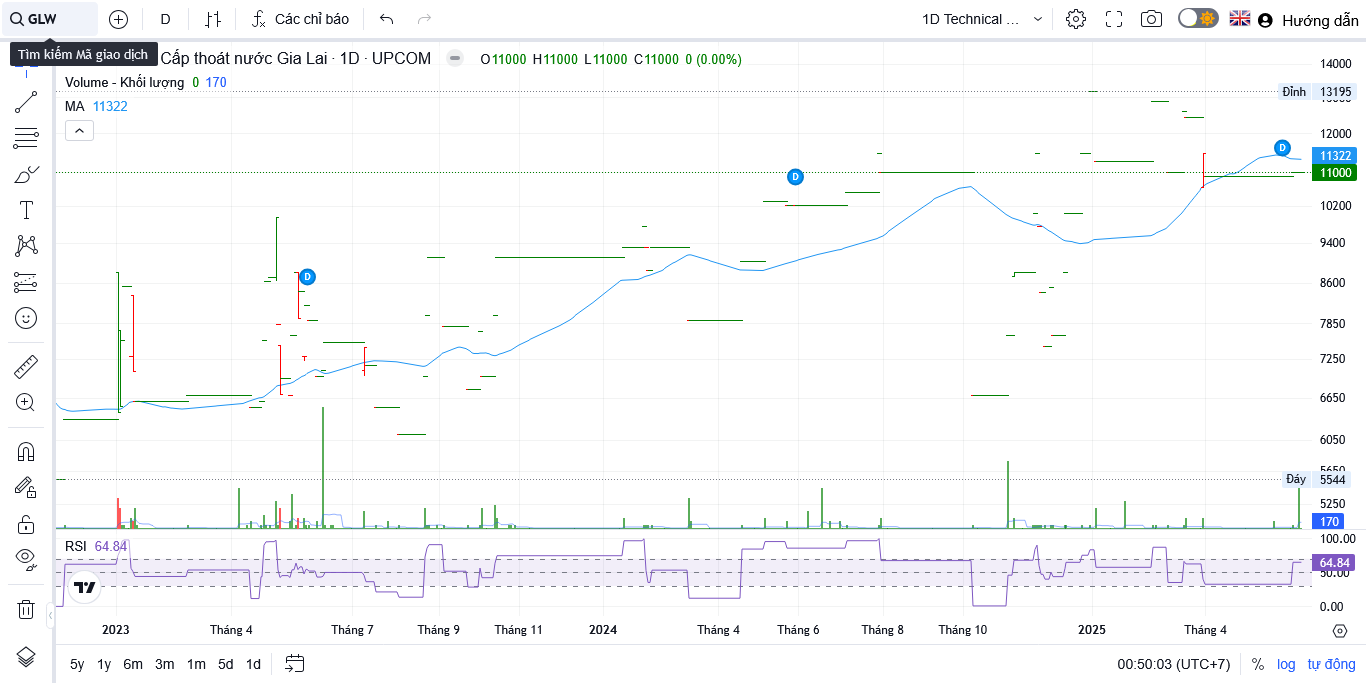 GLW
D
Các chỉ báo
1D Technical ...
Hướng dẫn
Tìm kiếm Mã giao dịch
Cấp thoát nước Gia Lai · 1D · UPCOM
O11000 H11000 L11000 C11000 0 (0.00%)
Volume - Khối lượng 0 170
MA 11322
14000
Đỉnh 13195
12000
11322
11000
10200
9400
8600
7850
7250
6650
6050
5650
Đáy 5544
5250
170
D
D
D
RSI 64.84
100.00
64.84
50.00
0.00
2023 Tháng 4 Tháng 7 Tháng 9 Tháng 11 2024 Tháng 4 Tháng 6 Tháng 8 Tháng 10 2025 Tháng 4
5y 1y 6m 3m 1m 5d 1d
00:50:03 (UTC+7) % log tự động